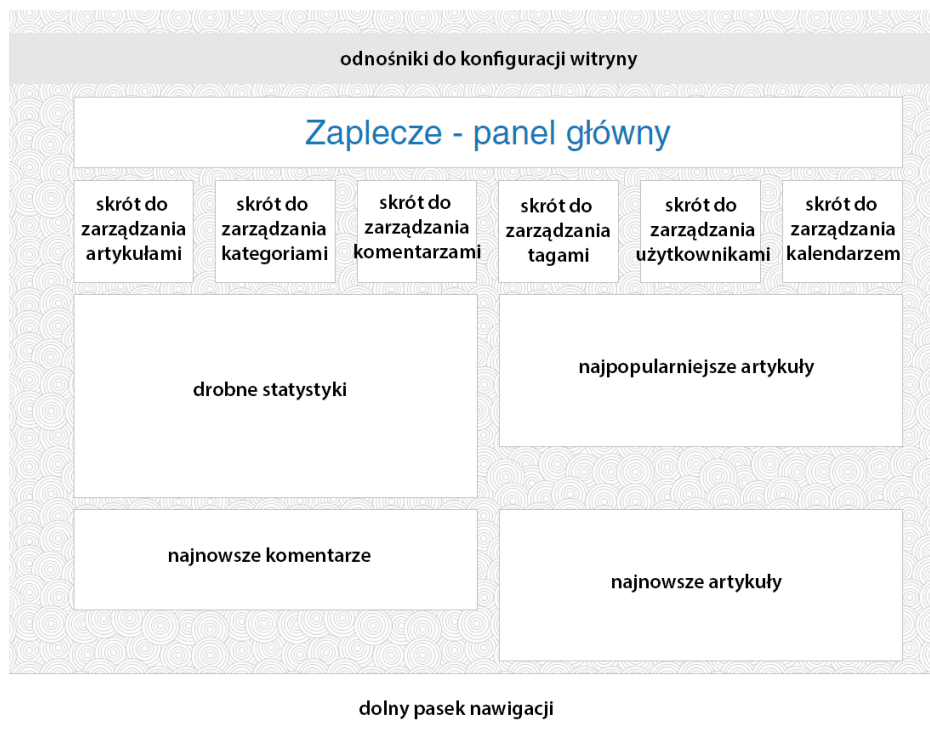 odnośniki do konfiguracji witryny
Zaplecze - panel główny
skrót do
zarządzania
artykułami
skrót do
zarządzania
kategoriami
skrót do
zarządzania
komentarzami
skrót do
zarządzania
tagami
skrót do
zarządzania
użytkownikami
skrót do
zarządzania
kalendarzem
drobne statystyki
najpopularniejsze artykuły
najnowsze komentarze
najnowsze artykuły
dolny pasek nawigacji